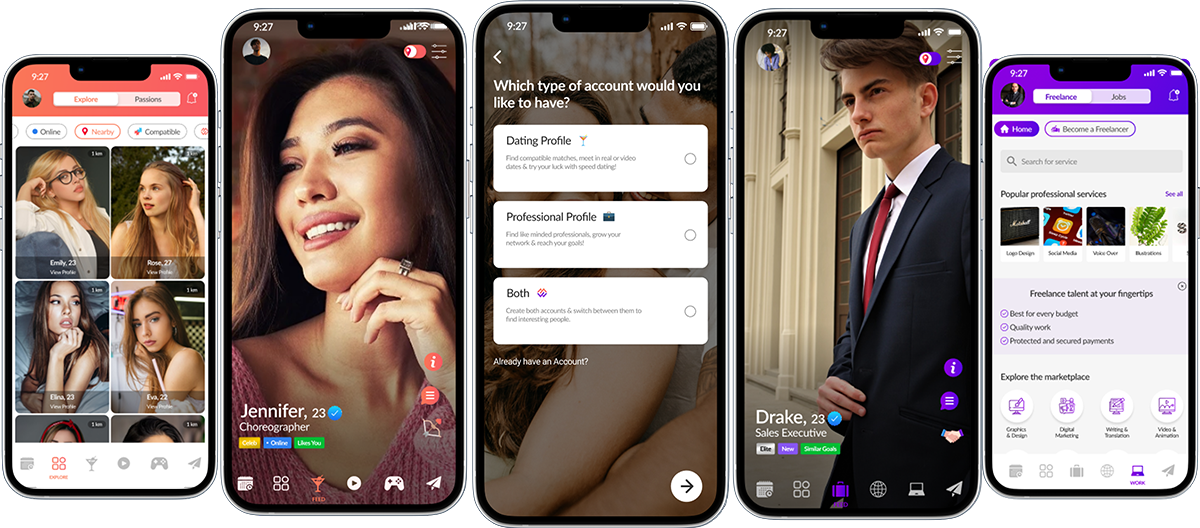 9:27
Explore
Passions
Online
Nearby
Compatible
1 km
1 km
Emily, 23
View Profile
Rose, 27
View Profile
1 km
1 km
Elina, 23
View Profile
Eva, 22
View Profile
1 km
1 km
EXPLORE
9:27
Jennifer, 23
Choreographer
Celeb
Online
Likes You
FEED
9:27
Which type of account would you
like to have?
Dating Profile
Find compatible matches, meet in real or video
dates & try your luck with speed dating!
Professional Profile
Find like minded professionals, grow your
network & reach your goals!
Both
Create both accounts & switch between them to
find interesting people.
Already have an Account?
9:27
Drake, 23
Sales Executive
Elite
New
Similar Goals
9:27
Freelance
Jobs
Home
Become a Freelancer
Search for service
Popular professional services
See all
Marshall
Logo Design
Social Media
Voice Over
Illustrations
Freelance talent at your fingertips
Best for every budget
Quality work
Protected and secured payments
Explore the marketplace
Graphics
& Design
Digital
Marketing
Writing &
Translation
Video &
Animation
WORK